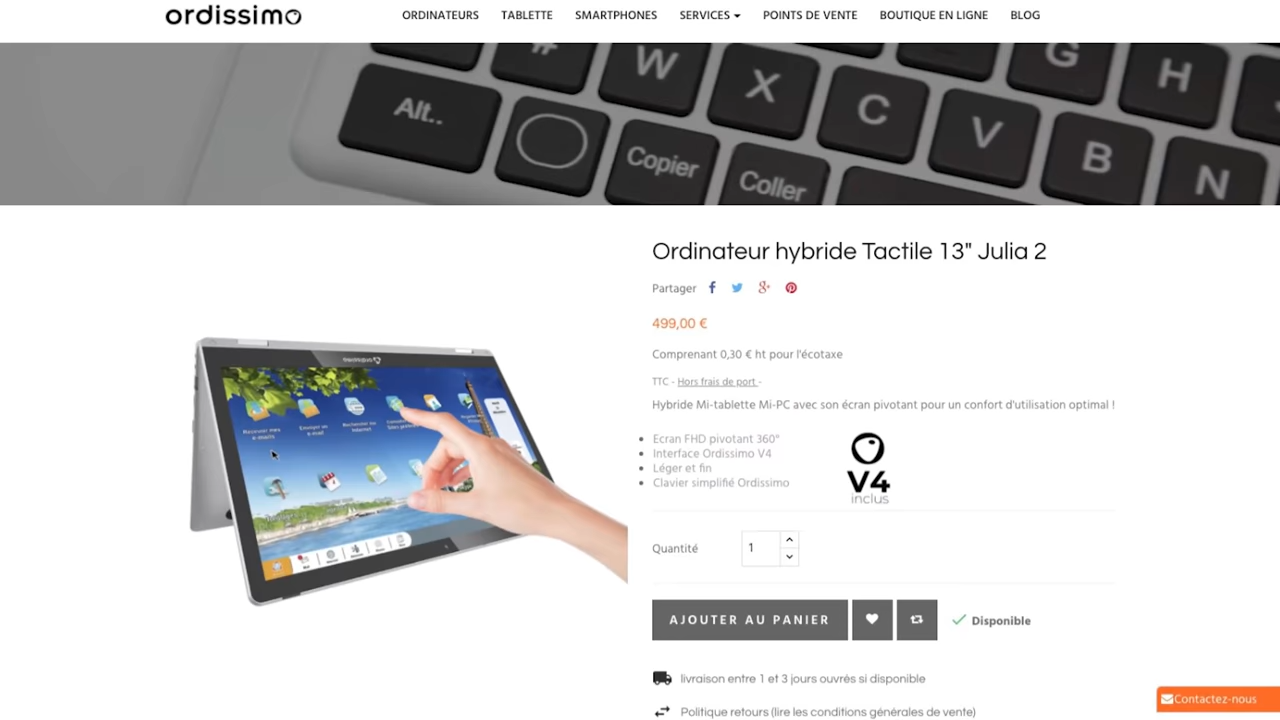 ordissimo
ORDINATEURS TABLETTE SMARTPHONES SERVICES POINTS DE VENTE BOUTIQUE EN LIGNE BLOG
# W X C V B N G H
Alt..
Copier
Coller
Ordinateur hybride Tactile 13" Julia 2
Partager
499,00 €
Comprenant 0,30 € ht pour l'écotaxe
TTC - Hors frais de port -
Hybride Mi-tablette Mi-PC avec son écran pivotant pour un confort d'utilisation optimal !
Ecran FHD pivotant 360°
Interface Ordissimo V4
Léger et fin
Clavier simplifié Ordissimo
V4
inclus
Quantité 1
AJOUTER AU PANIER
Disponible
livraison entre 1 et 3 jours ouvrés si disponible
Politique retours (lire les conditions générales de vente)
Contactez-nous